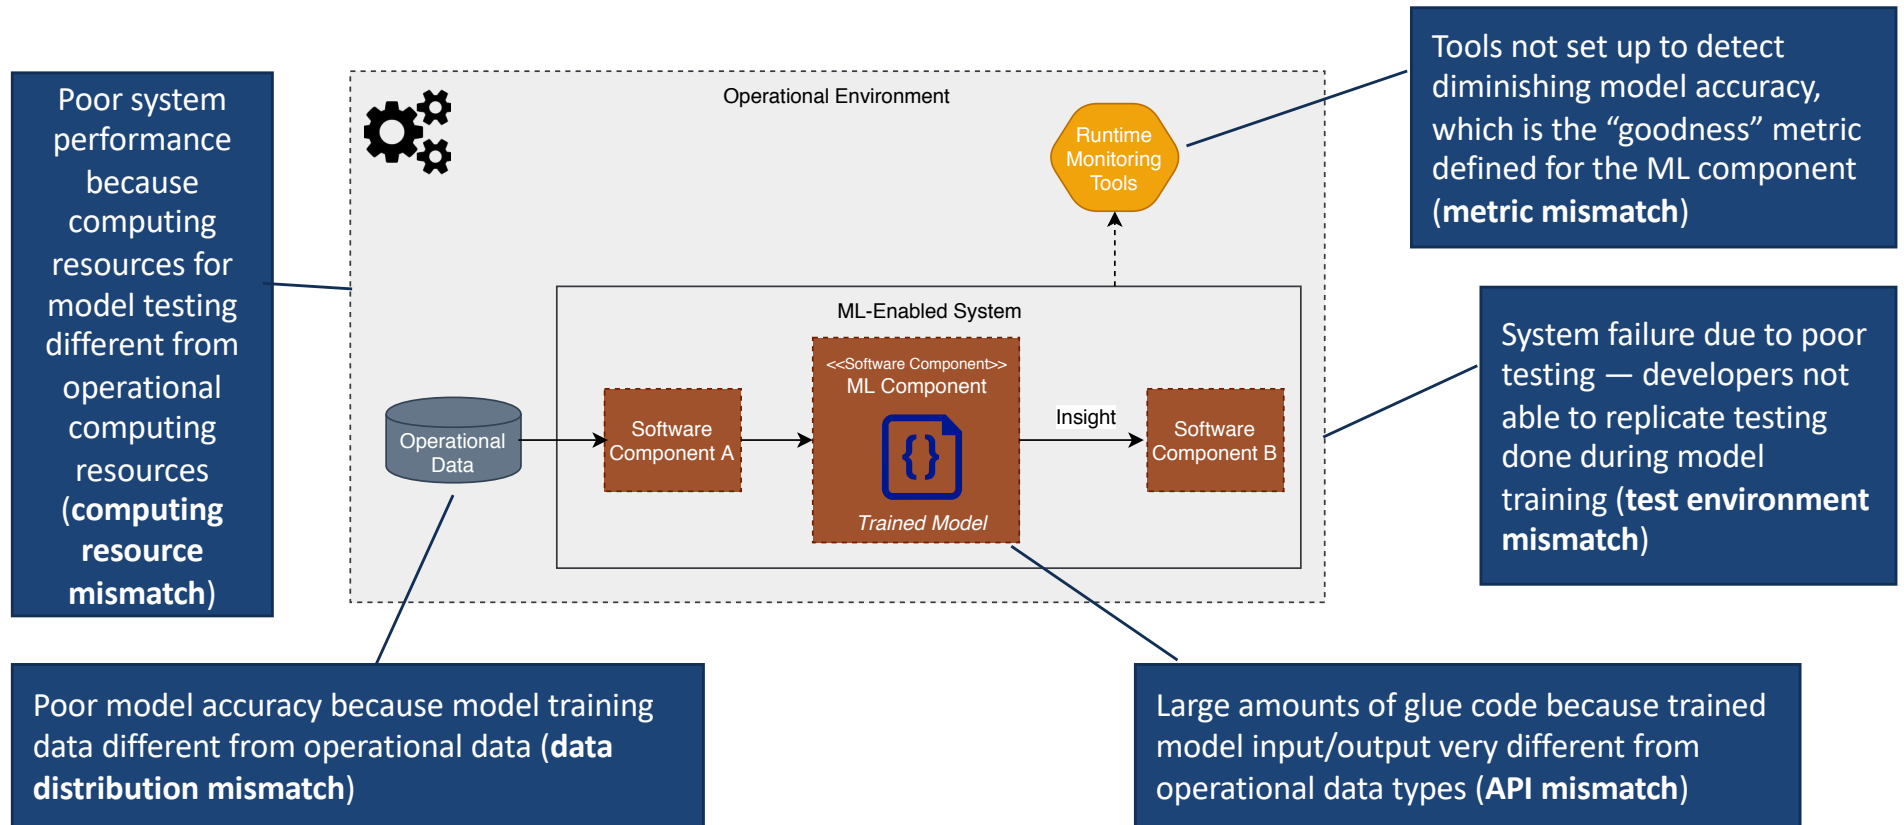 Poor system
performance
because
computing
resources for
model testing
different from
operational
computing
resources
(computing
resource
mismatch)
Operational Environment
Runtime
Monitoring
Tools
Tools not set up to detect
diminishing model accuracy,
which is the “goodness” metric
defined for the ML component
(metric mismatch)
ML-Enabled System
Operational
Data
Software
Component A
<<Software Component>>
ML Component
{}
Trained Model
Insight
Software
Component B
System failure due to poor
testing — developers not
able to replicate testing
done during model
training (test environment
mismatch)
Poor model accuracy because model training
data different from operational data (data
distribution mismatch)
Large amounts of glue code because trained
model input/output very different from
operational data types (API mismatch)